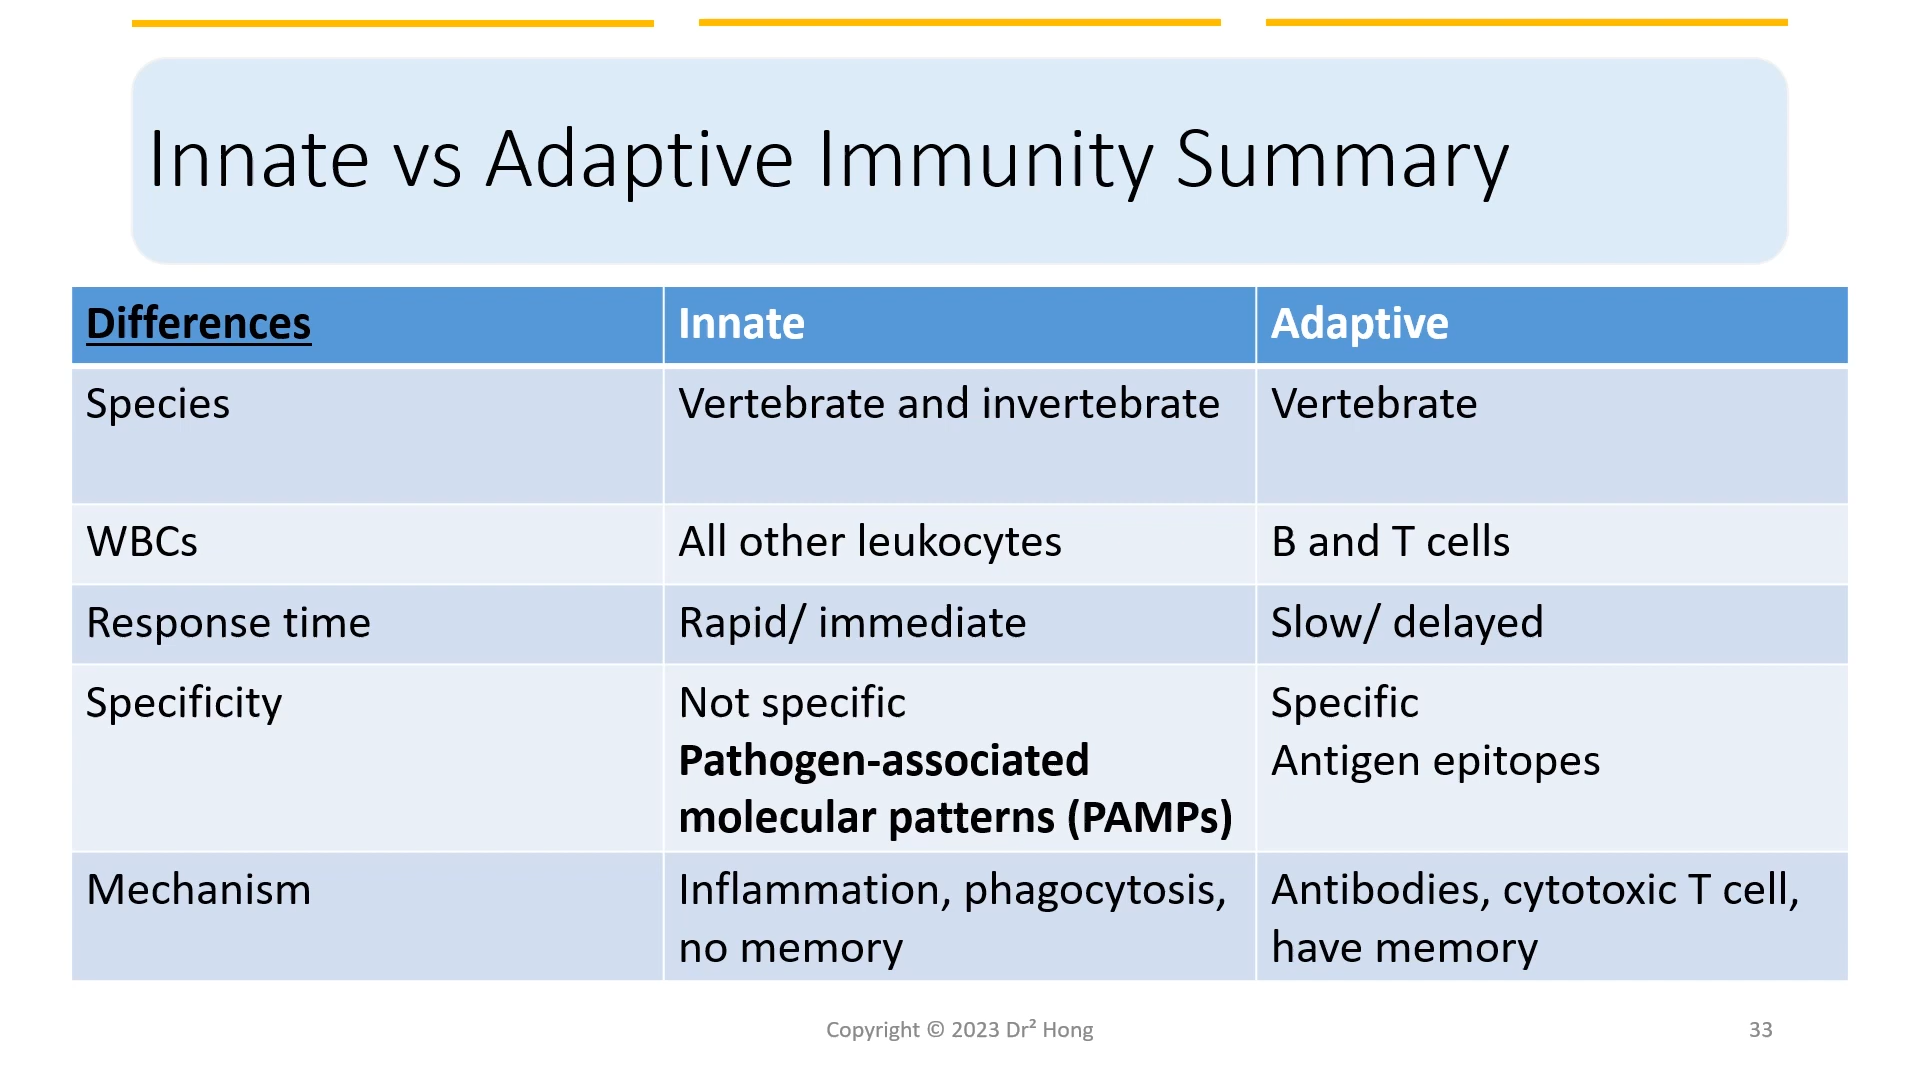 Innate vs Adaptive Immunity Summary
Differences
Innate
Adaptive
Species
Vertebrate and invertebrate
Vertebrate
WBCs
All other leukocytes
B and T cells
Response time
Rapid/ immediate
Slow/ delayed
Specificity
Not specific
Pathogen-associated
molecular patterns (PAMPs)
Specific
Antigen epitopes
Mechanism
Inflammation, phagocytosis,
no memory
Antibodies, cytotoxic T cell,
have memory
Copyright © 2023 Dr² Hong
33